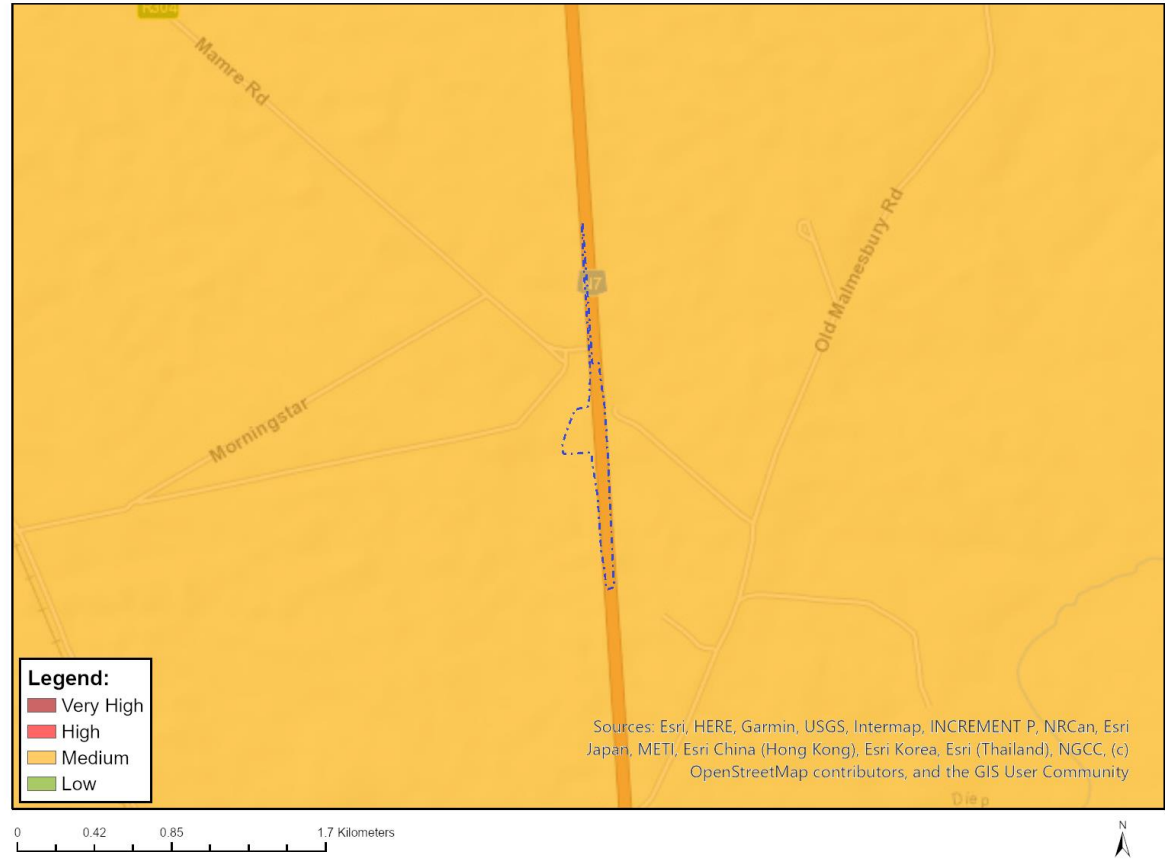 R304
Mamre Rd
Old Malmesbury Rd
Morningstar
Legend:
Very High
High
Medium
Low
Sources: Esri, HERE, Garmin, USGS, Intermap, INCREMENT P, NRCan, Esri
Japan, METI, Esri China (Hong Kong), Esri Korea, Esri (Thailand), NGCC, (c)
OpenStreetMap contributors, and the GIS User Community
Diep
0 0.42 0.85 1.7 Kilometers
N